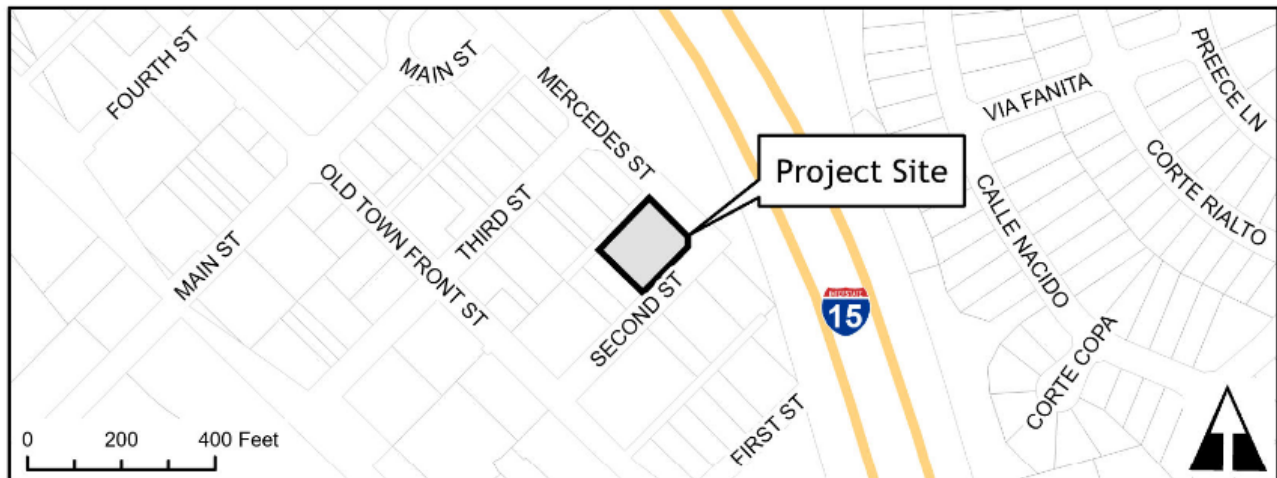 FOURTH ST
MAIN ST
MERCEDES ST
PREECE LN
VIA FANITA
Project Site
CORTE RIALTO
OLD TOWN FRONT ST
THIRD ST
CALLE NACIDO
MAIN ST
SECOND ST
INTERSTATE
15
CORTE COPA
FIRST ST
0 200 400 Feet